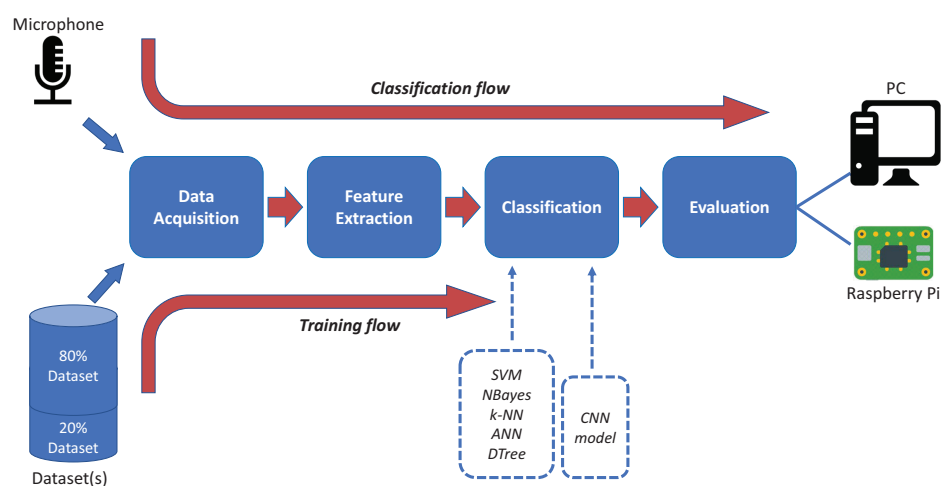 Microphone
Classification flow
PC
Data
Acquisition
Feature
Extraction
Classification
Evaluation
Raspberry Pi
Training flow
80%
Dataset
20%
Dataset
Dataset(s)
SVM
NBayes
k-NN
ANN
DTree
CNN
model